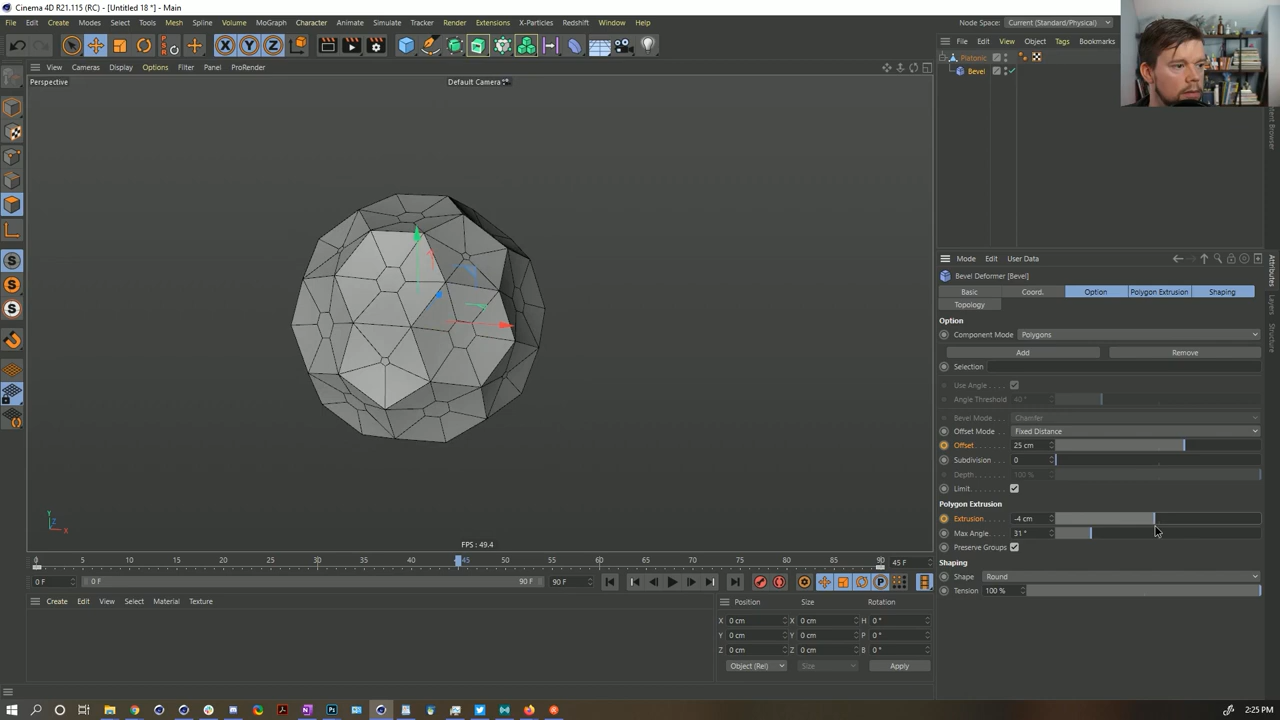 Cinema 4D R21.115 (RC) - [Untitled 18 *] - Main
File Edit Create Modes Select Tools Mesh Spline Volume MoGraph Character Animate Simulate Tracker Render Extensions X-Particles Redshift Window Help
Node Space: Current (Standard/Physical)
X Y Z
File Edit View Object Tags Bookmarks
View Cameras Display Options Filter Panel ProRender
Perspective
Default Camera
Platonic
Bevel
Attributes
Layers
Structure
Mode Edit User Data
Bevel Deformer [Bevel]
Basic Coord. Option Polygon Extrusion Shaping
Topology
Option
Component Mode Polygons
Add Remove
Selection
Use Angle
Angle Threshold 40 °
Bevel Mode Chamfer
Offset Mode Fixed Distance
Offset 25 cm
Subdivision 0
Depth 100 %
Limit
Polygon Extrusion
Extrusion -4 cm
Max Angle 31 °
Preserve Groups
Shaping
Shape Round
Tension 100 %
Y
Z
X
FPS : 49.4
0 5 10 15 20 25 30 35 40 45 50 55 60 65 70 75 80 85 90 45 F
0 F 0 F 90 F 90 F
Create Edit View Select Material Texture
Position Size Rotation
X 0 cm X 0 cm H 0 °
Y 0 cm Y 0 cm P 0 °
Z 0 cm Z 0 cm B 0 °
Object (Rel) Size Apply
2:25 PM